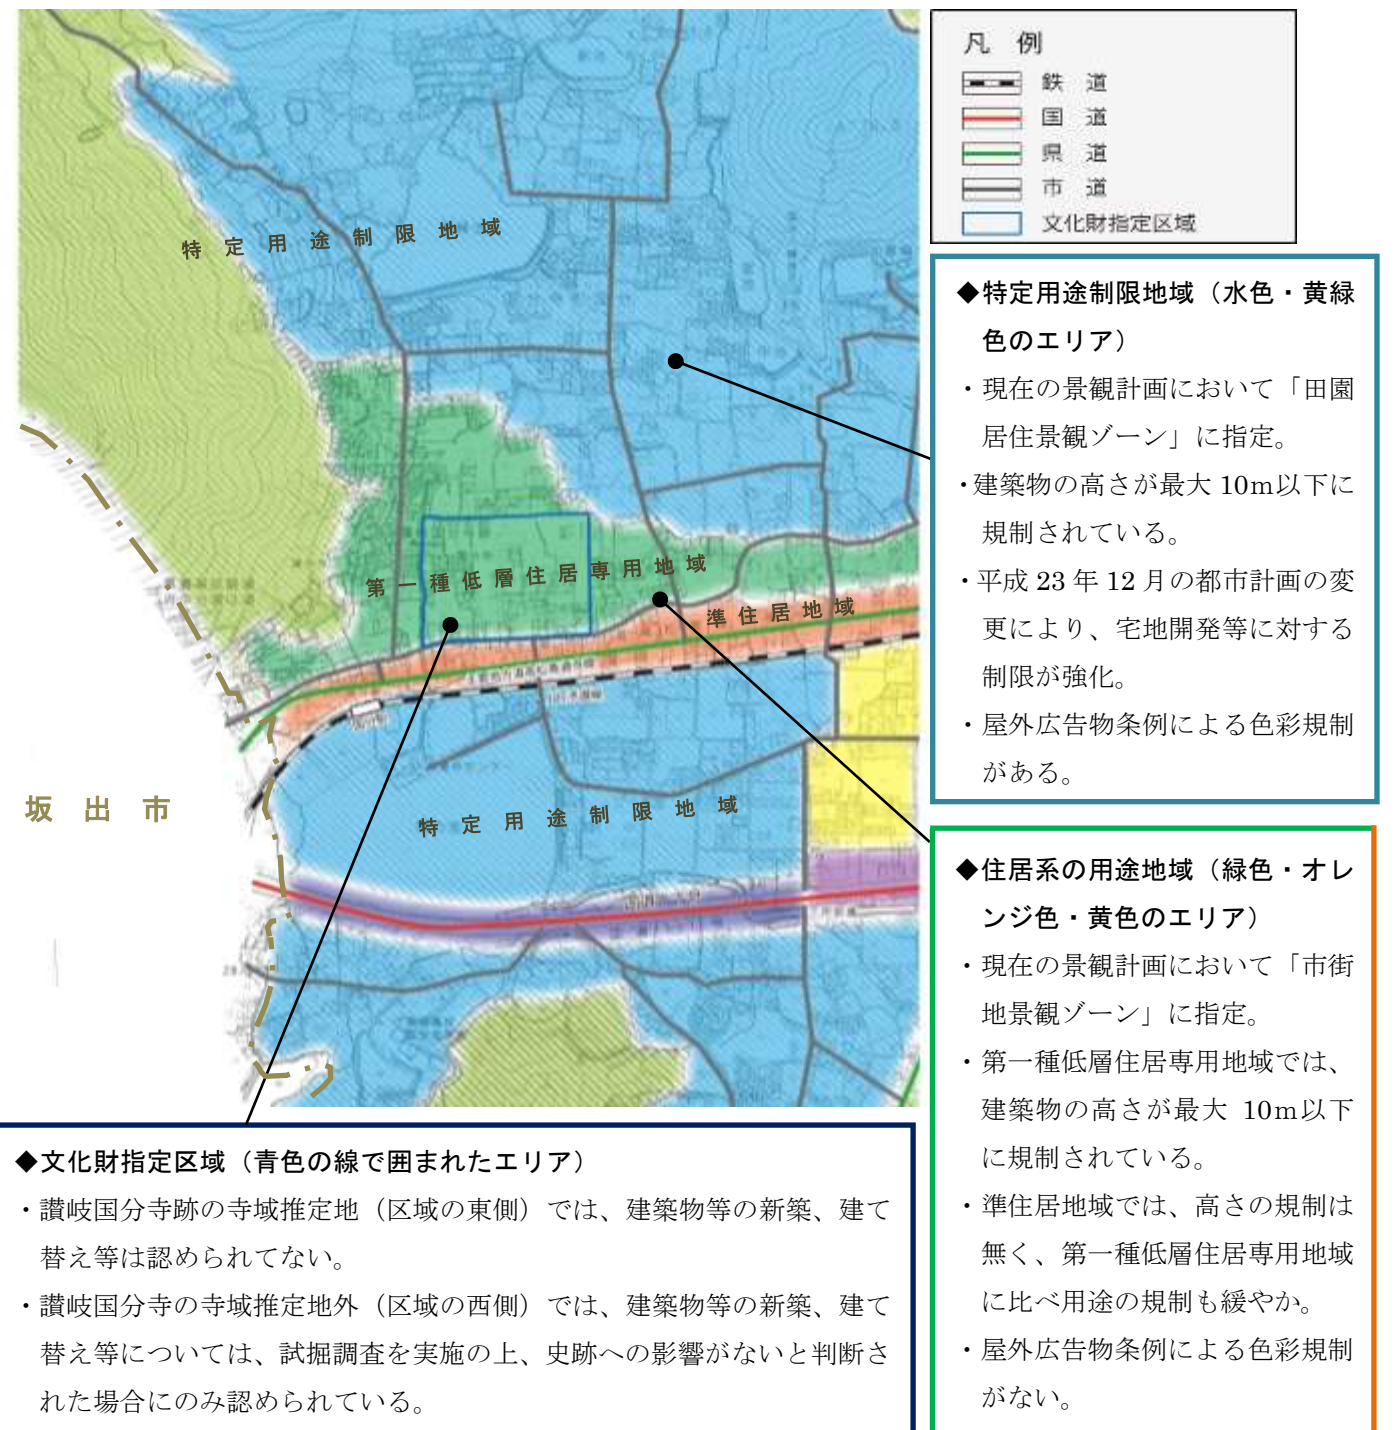 凡 例
鉄 道
国 道
県 道
市 道
文化財指定区域
特定用途制限地域
第一種低層住居専用地域
準住居地域
特定用途制限地域
坂出市
◆特定用途制限地域（水色・黄緑
色のエリア）
・現在の景観計画において「田園
居住景観ゾーン」に指定。
・建築物の高さが最大 10m以下に
規制されている。
・平成 23 年 12 月の都市計画の変
更により、宅地開発等に対する
制限が強化。
・屋外広告物条例による色彩規制
がある。
◆住居系の用途地域（緑色・オレ
ンジ色・黄色のエリア）
・現在の景観計画において「市街
地景観ゾーン」に指定。
・第一種低層住居専用地域では、
建築物の高さが最大 10m以下
に規制されている。
・準住居地域では、高さの規制は
無く、第一種低層住居専用地域
に比べ用途の規制も緩やか。
・屋外広告物条例による色彩規制
がない。
◆文化財指定区域（青色の線で囲まれたエリア）
・讃岐国分寺跡の寺域推定地（区域の東側）では、建築物等の新築、建て
替え等は認められてない。
・讃岐国分寺の寺域推定地外（区域の西側）では、建築物等の新築、建て
替え等については、試掘調査を実施の上、史跡への影響がないと判断さ
れた場合にのみ認められている。